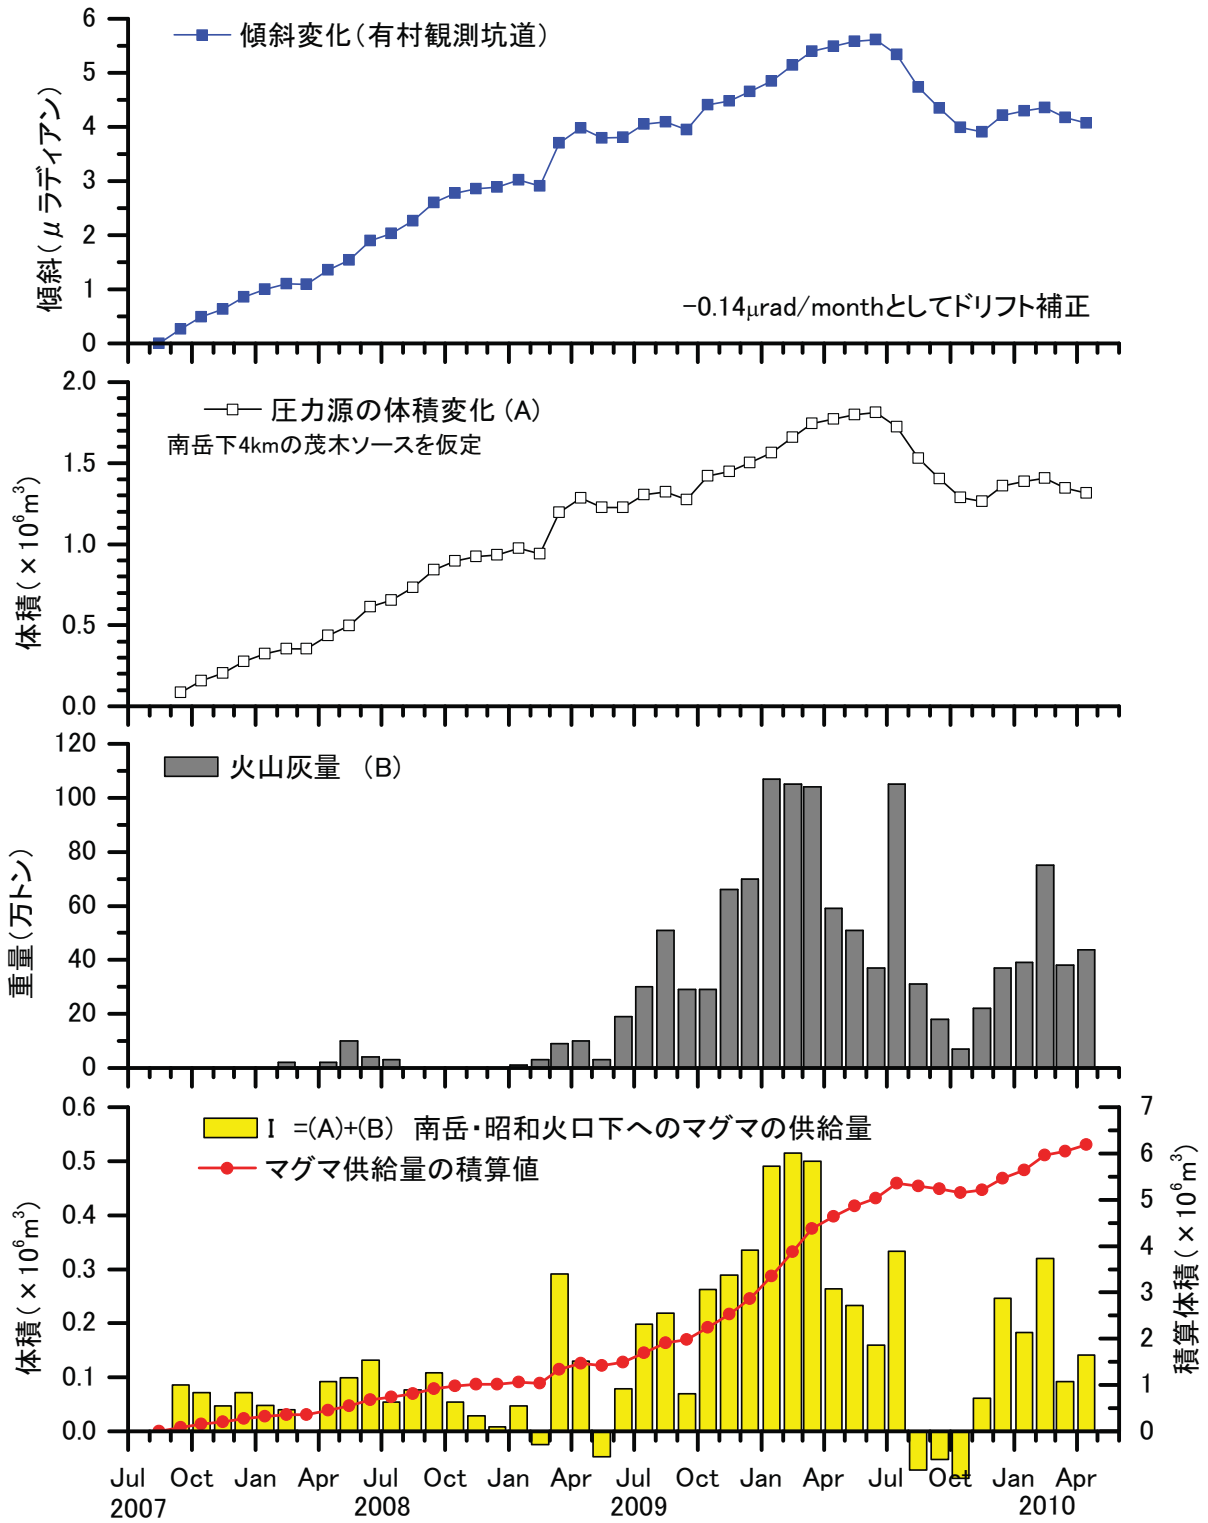 傾斜変化(有村観測坑道)
傾斜(μラディアン)
6
5
4
3
2
1
0
-0.14μrad/monthとしてドリフト補正
圧力源の体積変化 (A)
南岳下4kmの茂木ソースを仮定
体積(×10⁶m³)
2.0
1.5
1.0
0.5
0.0
火山灰量 (B)
重量(万トン)
120
100
80
60
40
20
0
I =(A)+(B) 南岳・昭和火口下へのマグマの供給量
マグマ供給量の積算値
体積(×10⁶m³)
0.6
0.5
0.4
0.3
0.2
0.1
0.0
積算体積(×10⁶m³)
7
6
5
4
3
2
1
0
Jul Oct Jan Apr Jul Oct Jan Apr Jul Oct Jan Apr Jul Oct Jan Apr
2007 2008 2009 2010